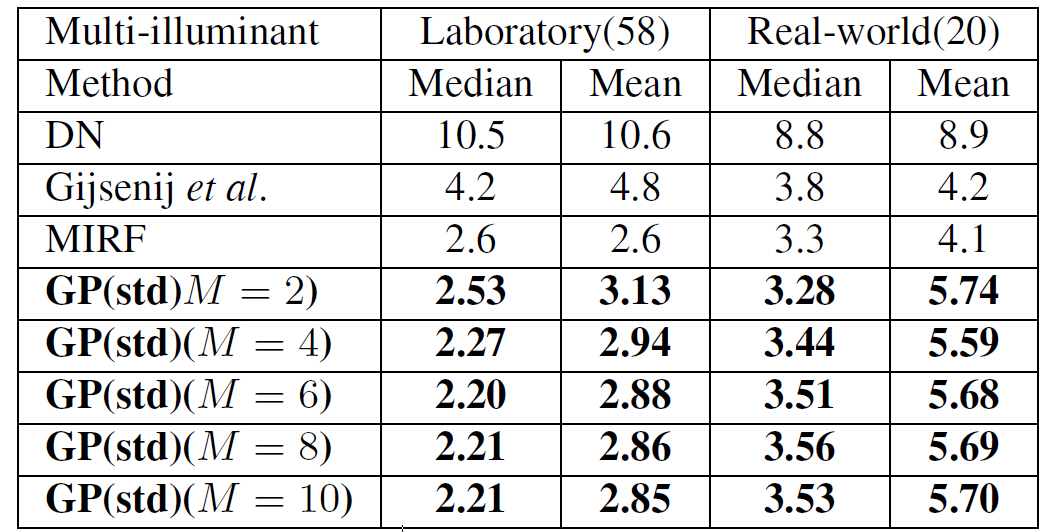 Multi-illuminant Laboratory(58) Real-world(20)
Method Median Mean Median Mean
DN 10.5 10.6 8.8 8.9
Gijsenij et al. 4.2 4.8 3.8 4.2
MIRF 2.6 2.6 3.3 4.1
GP(std)M = 2) 2.53 3.13 3.28 5.74
GP(std)(M = 4) 2.27 2.94 3.44 5.59
GP(std)(M = 6) 2.20 2.88 3.51 5.68
GP(std)(M = 8) 2.21 2.86 3.56 5.69
GP(std)(M = 10) 2.21 2.85 3.53 5.70